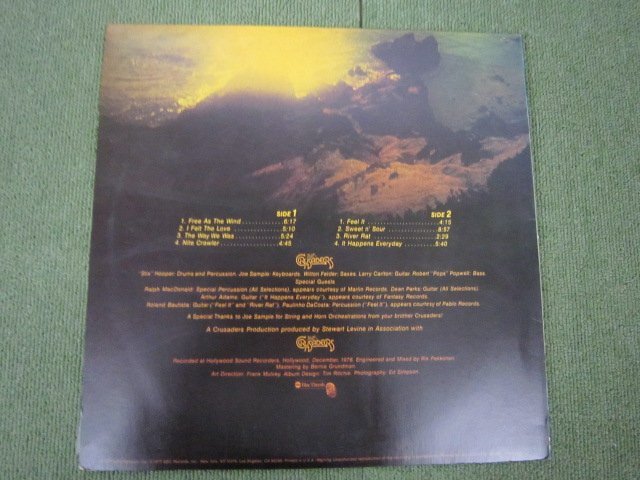 SIDE 1
1. Free As The Wind 6:17
2. I Felt The Love 5:10
3. The Way We Was 5:24
4. Nite Crawler 4:45
SIDE 2
1. Feel It 4:15
2. Sweet n' Sour 8:57
3. River Rat 2:29
4. It Happens Everyday 5:40
Crusaders
"Stix" Hooper: Drums and Percussion Joe Sample: Keyboards, Wilton Felder: Saxes, Larry Carlton: Guitar, Robert "Pops" Popwell: Bass.
Special Guests
Ralph MacDonald: Special Percussion (All Selections), appears courtesy of Marlin Records. Dean Parks: Guitar (All Selections).
Arthur Adams: Guitar ("It Happens Everyday"), appears courtesy of Fantasy Records.
Roland Bautista: Guitar ("Feel It" and "River Rat"), Paulinho DaCosta: Percussion ("Feel It"), appears courtesy of Pablo Records.
A Special Thanks to Joe Sample for String and Horn Orchestrations from your brother Crusaders!
A Crusaders Production produced by Stewart Levine in Association with
Crusaders
Recorded at Hollywood Sound Recorders, Hollywood, December, 1976. Engineered and Mixed by Rik Pekkonen.
Mastering by Bernie Grundman.
Art Direction: Frank Mulvey. Album Design: Tim Ritchie. Photography: Ed Simpson.
abc Records